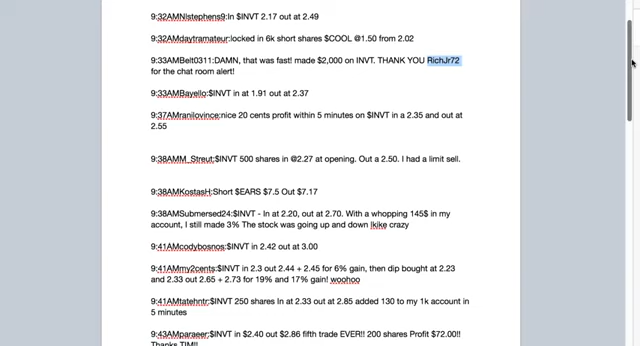 9:32AMNistephens9:In $INVT 2.17 out at 2.49
9:32AMdaytramateur:locked in 6k short shares $COOL @1.50 from 2.02
9:33AMBelt0311:DAMN, that was fast! made $2,000 on INVT. THANK YOU RichJr72
for the chat room alert!
9:33AMBayello:$INVT in at 1.91 out at 2.37
9:37AMranilovince:nice 20 cents profit within 5 minutes on $INVT in a 2.35 and out at
2.55
9:38AMM_Streut:$INVT 500 shares in @2.27 at opening. Out a 2.50. I had a limit sell.
9:38AMKostasH:Short $EARS $7.5 Out $7.17
9:38AMSubmersed24:$INVT - In at 2.20, out at 2.70. With a whopping 145$ in my
account, I still made 3% The stock was going up and down lkike crazy
9:41AMcodybosnos:$INVT in 2.42 out at 3.00
9:41AMmy2cents:$INVT in 2.3 out 2.44 + 2.45 for 6% gain, then dip bought at 2.23
and 2.33 out 2.65 + 2.73 for 19% and 17% gain! woohoo
9:41AMtatehntr:$INVT 250 shares In at 2.33 out at 2.85 added 130 to my 1k account in
5 minutes
9:43AMparaeer:$INVT in $2.40 out $2.86 fifth trade EVER!! 200 shares Profit $72.00!!
Thanks TIM!!